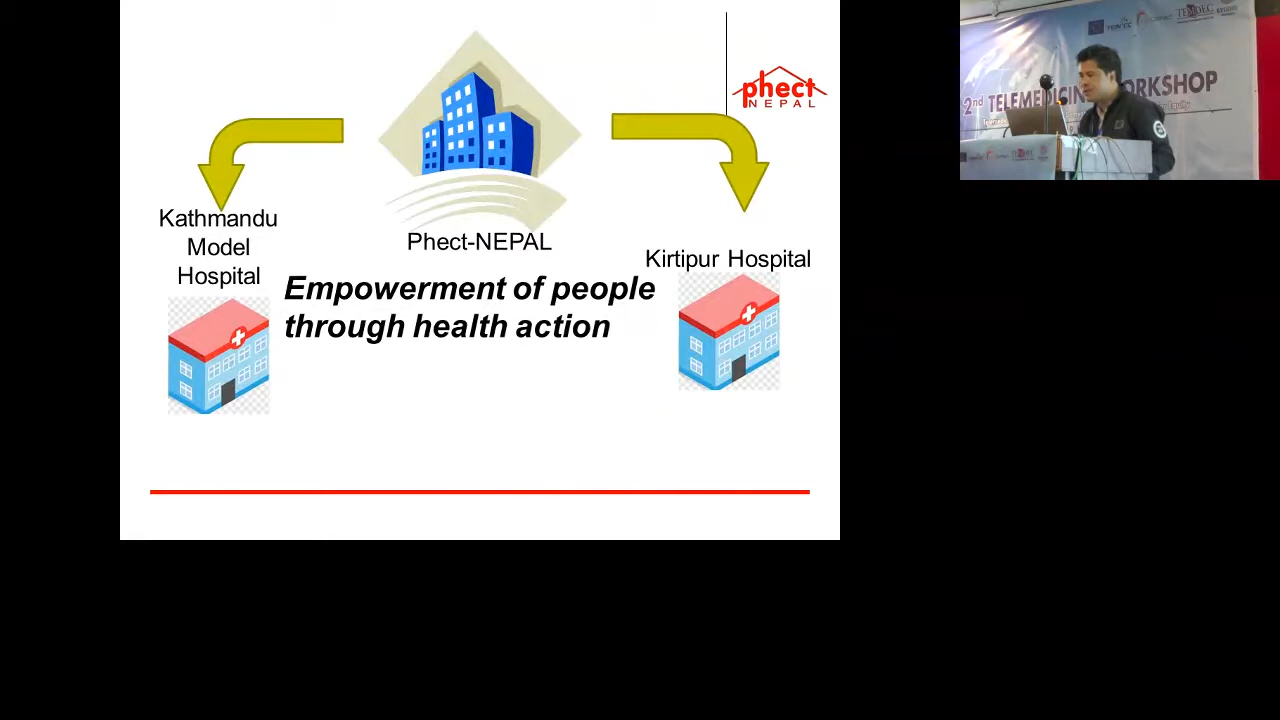 phect
NEPAL
Kathmandu
Model
Hospital
Phect-NEPAL
Kirtipur Hospital
Empowerment of people
through health action
2nd TELEMEDICINE WORKSHOP